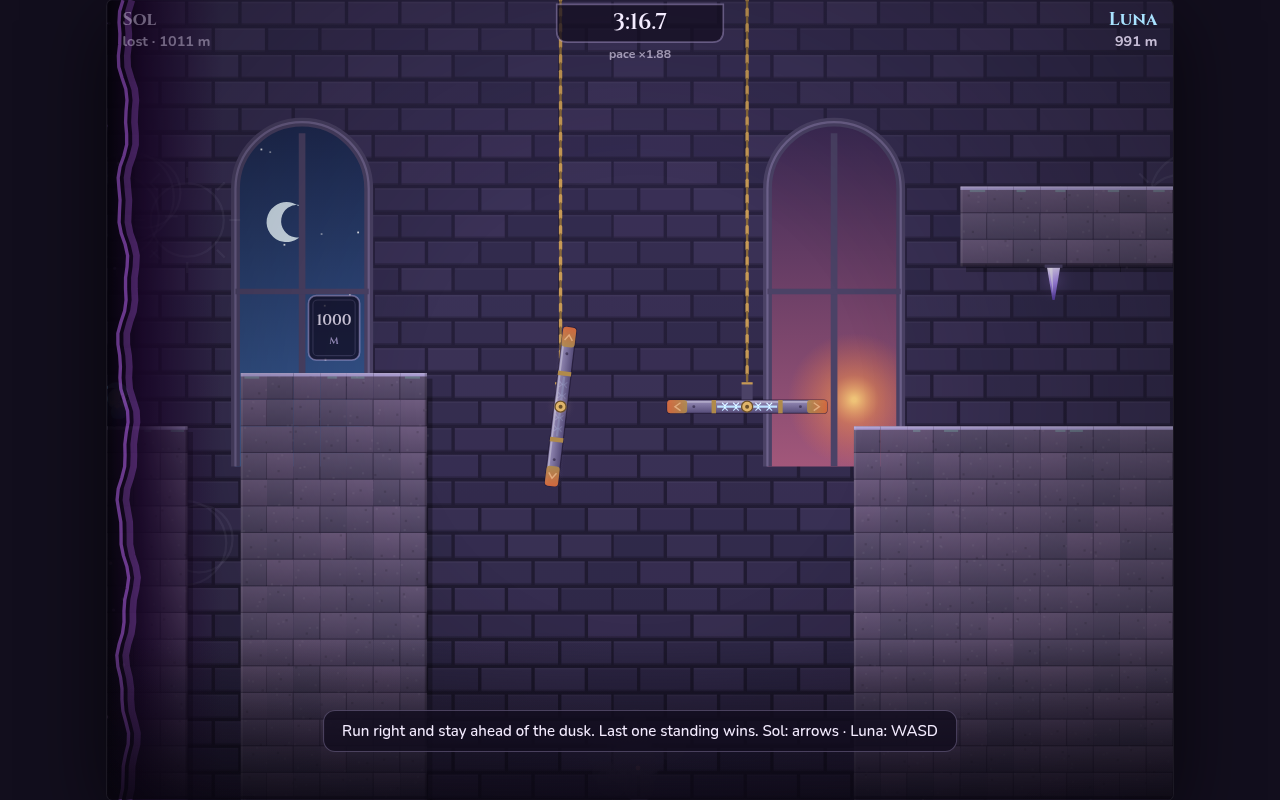 Sol
lost · 1011 m
3:16.7
pace ×1.88
Luna
991 m
1000
M
Run right and stay ahead of the dusk. Last one standing wins. Sol: arrows · Luna: WASD